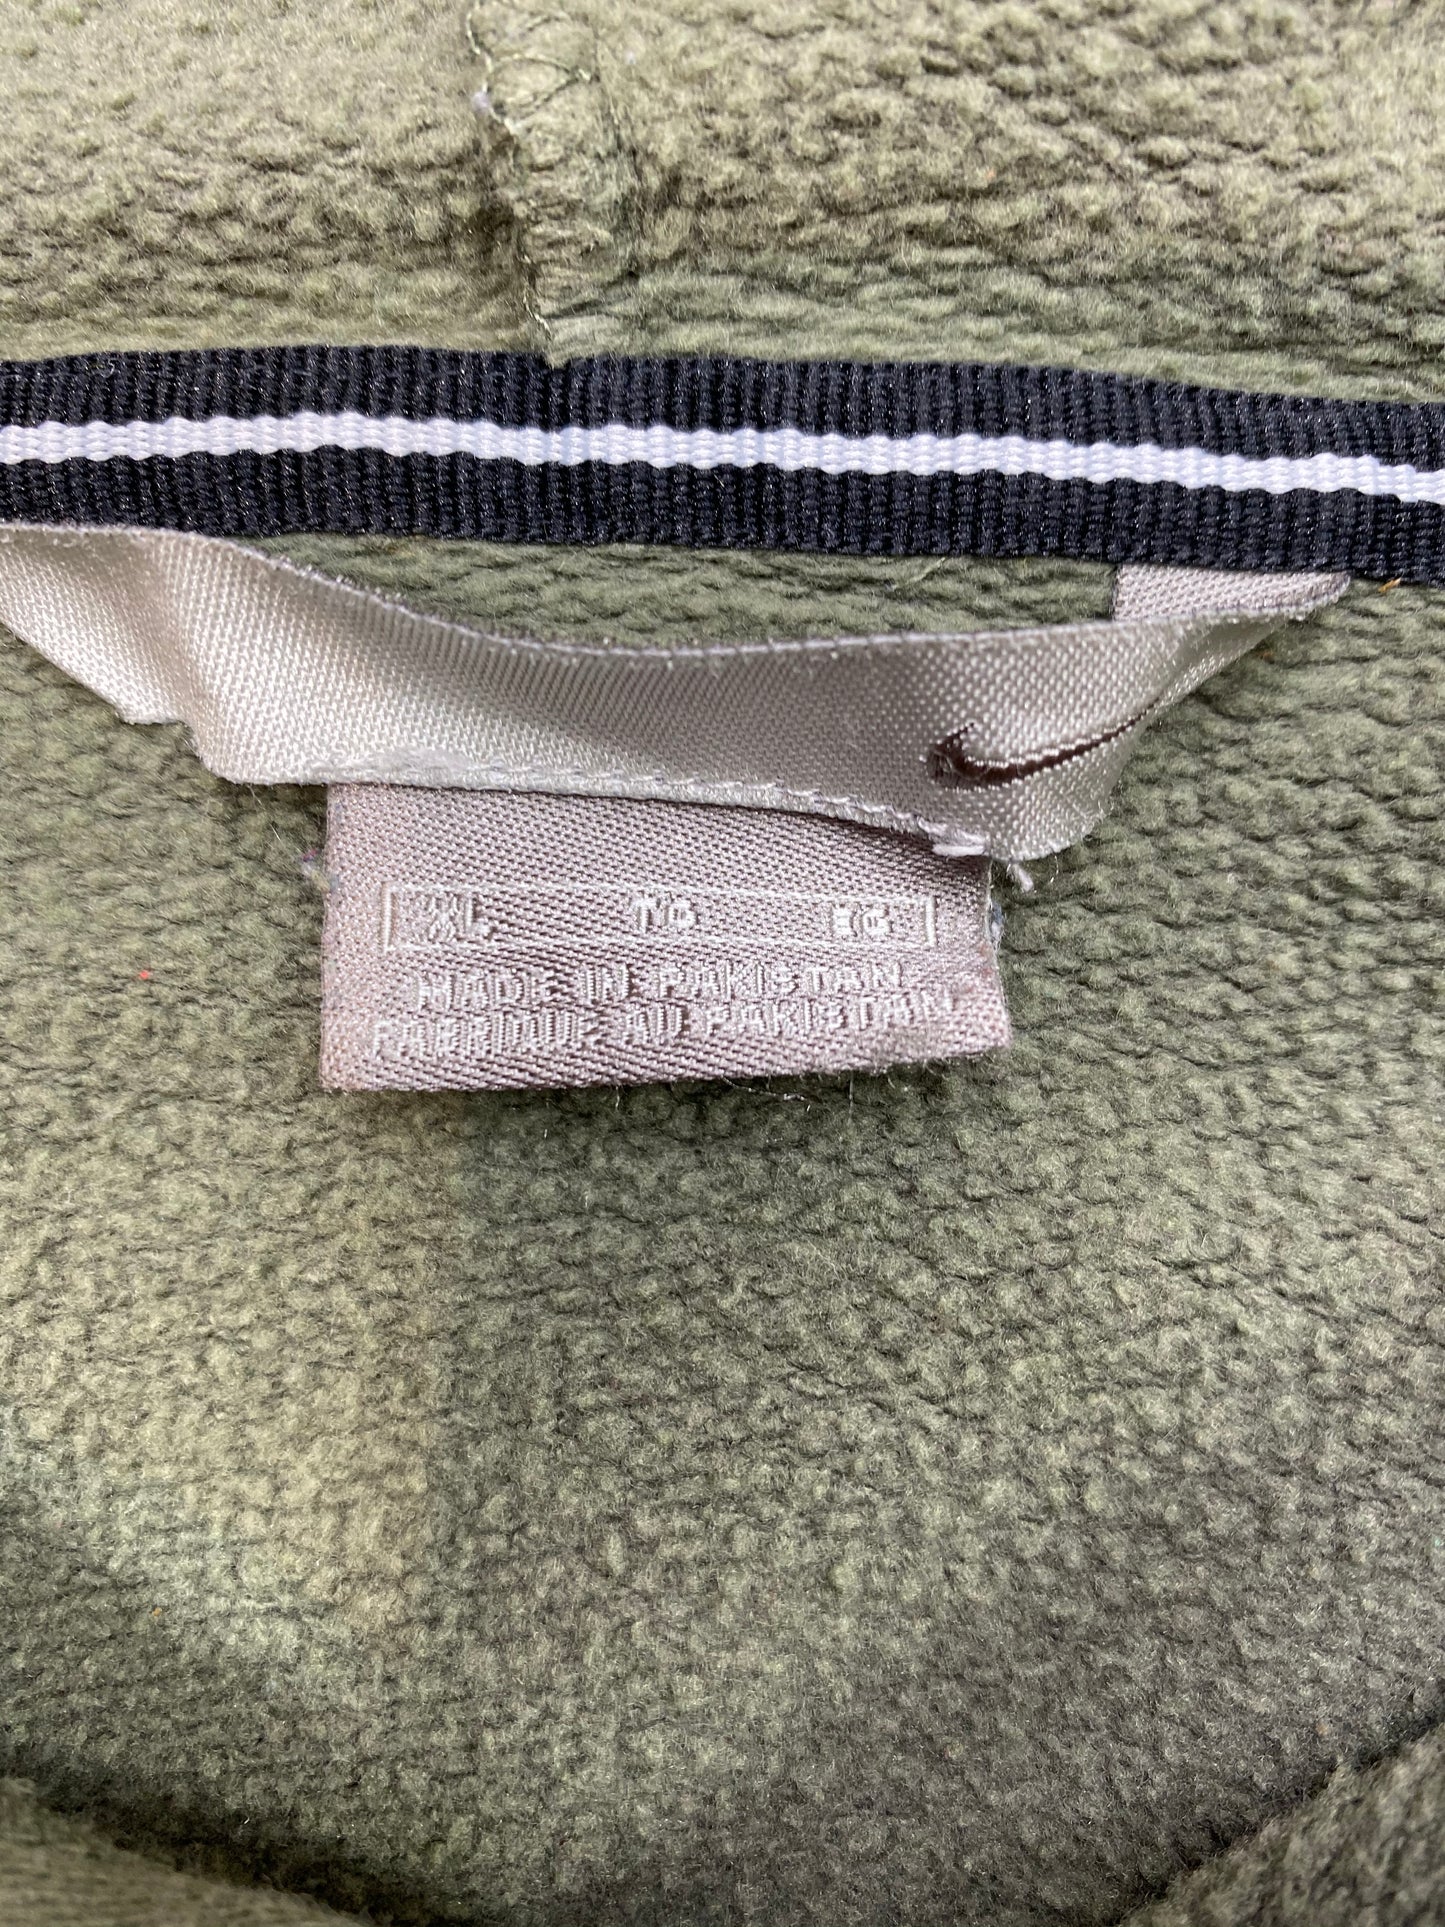 XL TG EG
MADE IN PAKISTAN
FABRIQUE AU PAKISTAN